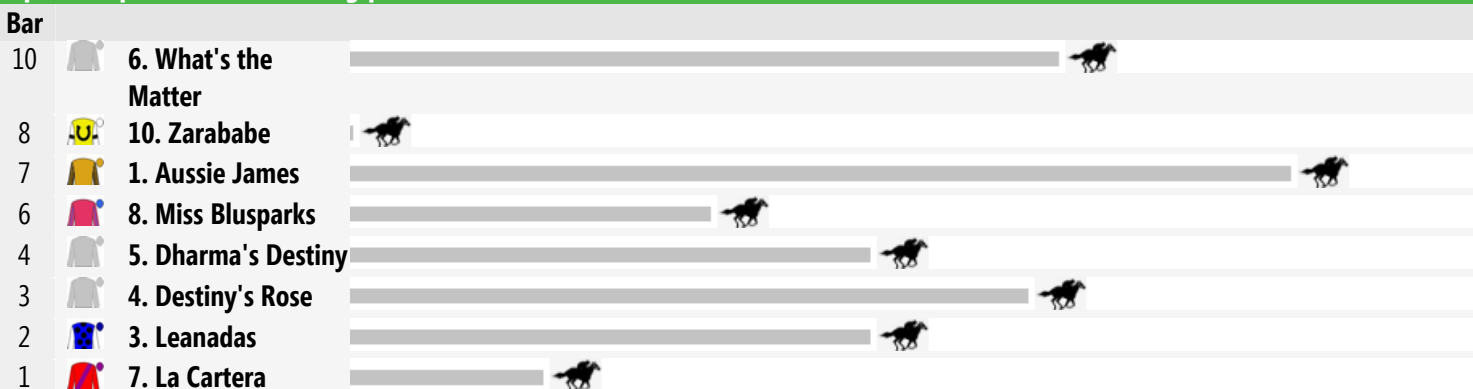 Bar
10 6. What's the
Matter
8 10. Zarababe
7 1. Aussie James
6 8. Miss Blusparks
4 5. Dharma's Destiny
3 4. Destiny's Rose
2 3. Leanadas
1 7. La Cartera